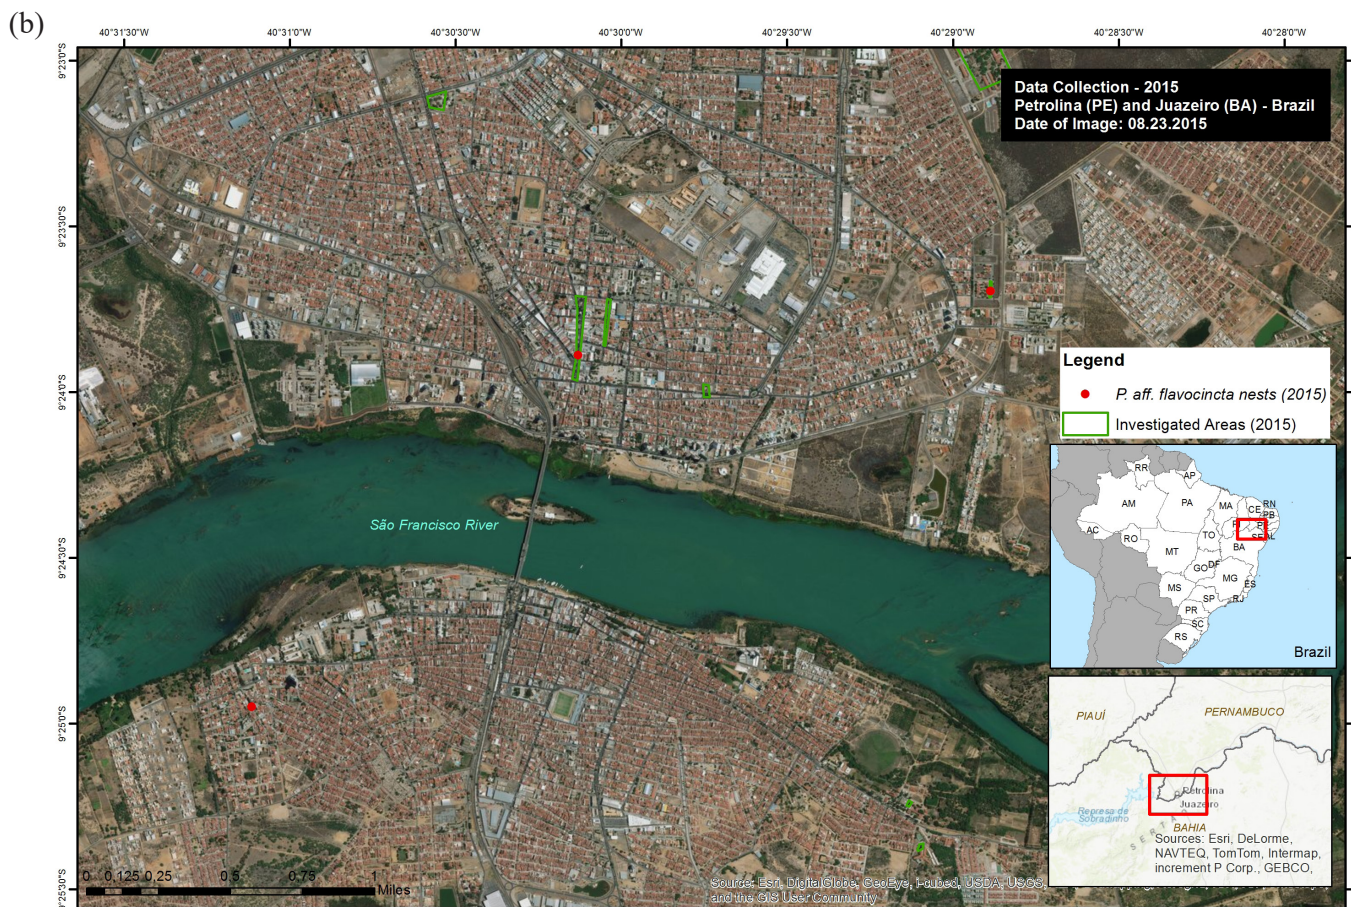 (b)
40°31'30"O
40°31'0"O
40°30'30"O
40°30'0"O
40°29'30"O
40°29'0"O
40°28'30"O
40°28'0"O
9°23'0"S
9°23'30"S
9°24'0"S
9°24'30"S
9°25'0"S
9°25'30"S
Data Collection - 2015
Petrolina (PE) and Juazeiro (BA) - Brazil
Date of Image: 08.23.2015
Legend
P. aff. flavocincta nests (2015)
Investigated Areas (2015)
São Francisco River
RR
AP
AM
PA
MA
CE
RN
PB
AC
RO
TO
BA
MT
GO
DF
MG
ES
MS
SP
RJ
PR
SC
RS
Brazil
PIAUÍ
PERNAMBUCO
Petrolina
Juazeiro
Represa de
Sobradinho
SERTÃ
BAHIA
Sources: Esri, DeLorme,
NAVTEQ, TomTom, Intermap,
increment P Corp., GEBCO,
0 0,125 0,25 0,5 0,75 1
Miles
Source: Esri, DigitalGlobe, GeoEye, i-cubed, USDA, USGS,
and the GIS User Community